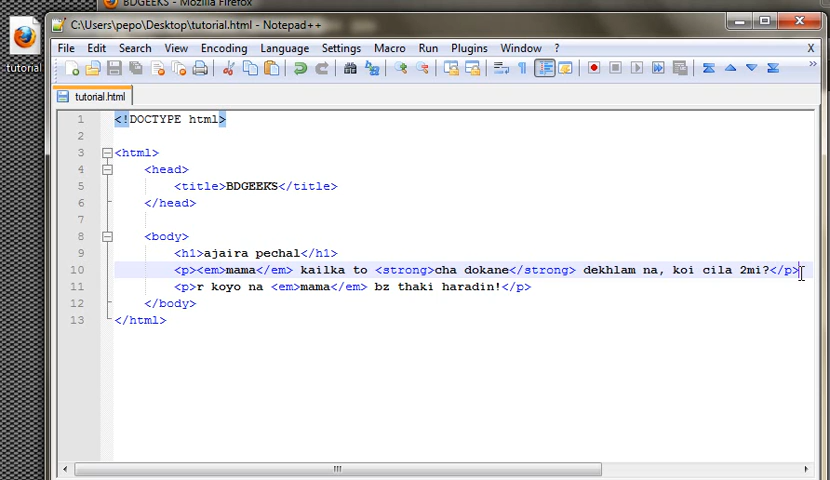 BDGEEKS - Mozilla Firefox
C:\Users\pepo\Desktop\tutorial.html - Notepad++
tutorial
File Edit Search View Encoding Language Settings Macro Run Plugins Window ? X
tutorial.html
1 <!DOCTYPE html>
2
3 <html>
4 <head>
5 <title>BDGEEKS</title>
6 </head>
7
8 <body>
9 <h1>ajaira pechal</h1>
10 <p><em>mama</em> kailka to <strong>cha dokane</strong> dekhlam na, koi cila 2mi?</p>
11 <p>r koyo na <em>mama</em> bz thaki haradin!</p>
12 </body>
13 </html>